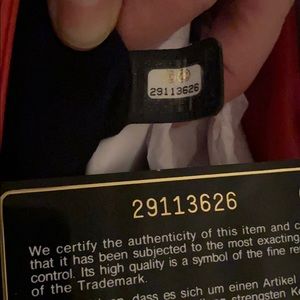 29113626
29113626
We certify the authenticity of this item and c
that it has been subjected to the most exacting
control. Its high quality is a symbol of the fine re
of the Trademark.
dass es sich um einen Artikel
strengsten Ko